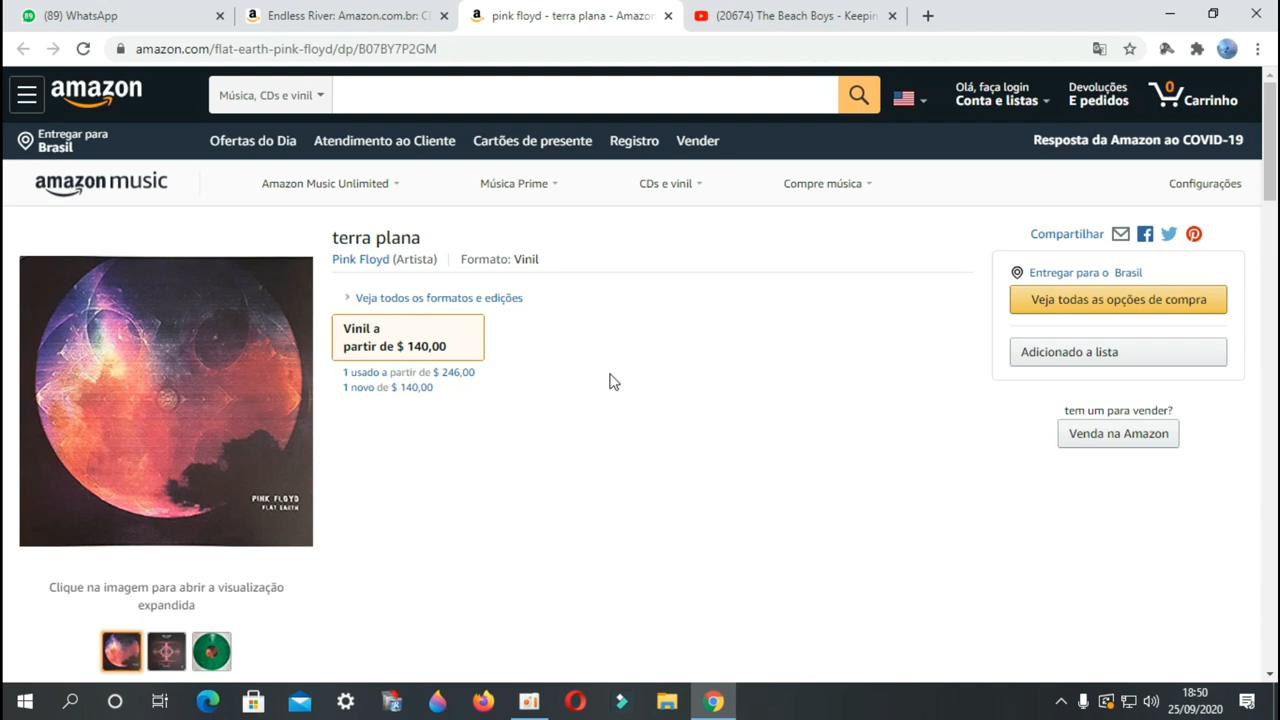 (89) WhatsApp
Endless River: Amazon.com.br: CD
pink floyd - terra plana - Amazon
(20674) The Beach Boys - Keepin
amazon.com/flat-earth-pink-floyd/dp/B07BY7P2GM
amazon
Música, CDs e vinil
Olá, faça login
Conta e listas
Devoluções
E pedidos
0
Carrinho
Entregar para
Brasil
Ofertas do Dia
Atendimento ao Cliente
Cartões de presente
Registro
Vender
Resposta da Amazon ao COVID-19
amazon music
Amazon Music Unlimited
Música Prime
CDs e vinil
Compre música
Configurações
terra plana
Pink Floyd (Artista)
Formato: Vinil
Compartilhar
Veja todos os formatos e edições
Vinil a
partir de $ 140,00
1 usado a partir de $ 246,00
1 novo de $ 140,00
Entregar para o Brasil
Veja todas as opções de compra
Adicionado a lista
tem um para vender?
Venda na Amazon
PINK FLOYD
FLAT EARTH
Clique na imagem para abrir a visualização
expandida
18:50
25/09/2020